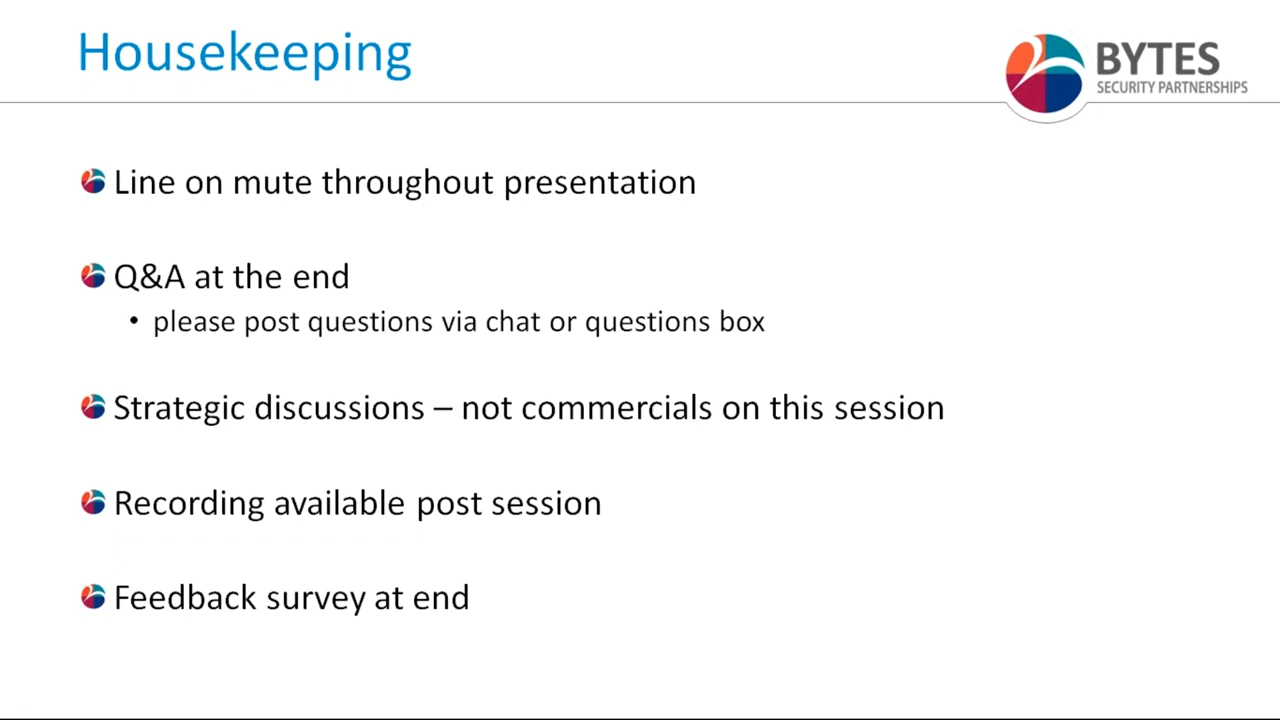 Housekeeping
BYTES
SECURITY PARTNERSHIPS
Line on mute throughout presentation
Q&A at the end
• please post questions via chat or questions box
Strategic discussions – not commercials on this session
Recording available post session
Feedback survey at end